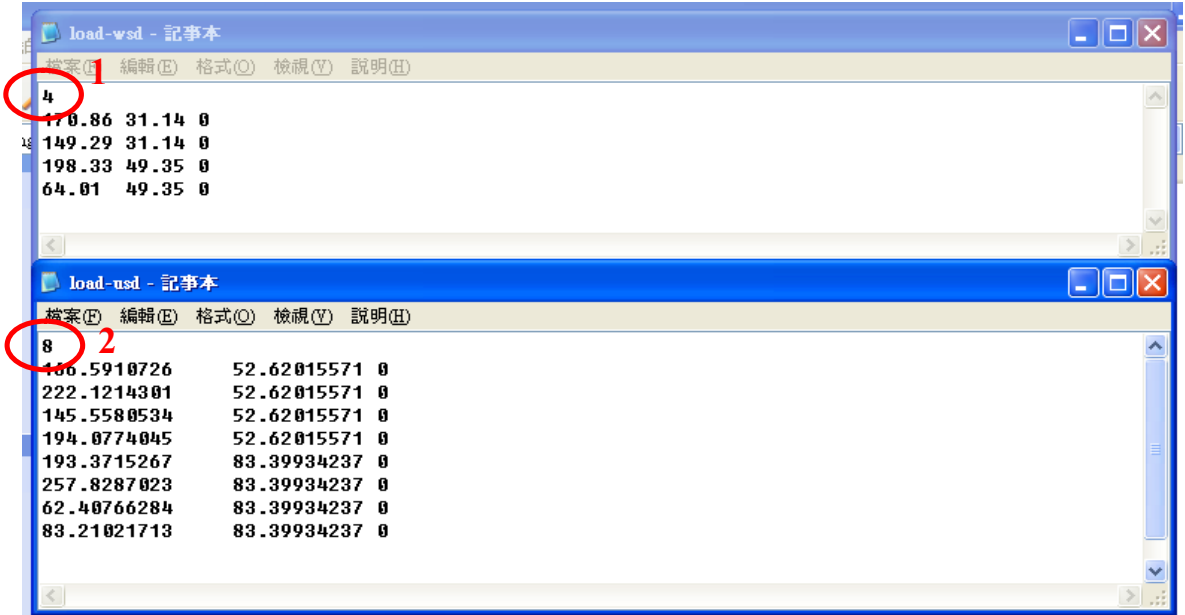 load-wsd - 記事本
檔案(F) 編輯(E) 格式(O) 檢視(V) 說明(H)
1
4
170.86 31.14 0
149.29 31.14 0
198.33 49.35 0
64.01 49.35 0
load-usd - 記事本
檔案(F) 編輯(E) 格式(O) 檢視(V) 說明(H)
2
8
166.5910726 52.62015571 0
222.1214301 52.62015571 0
145.5580534 52.62015571 0
194.0774045 52.62015571 0
193.3715267 83.39934237 0
257.8287023 83.39934237 0
62.40766284 83.39934237 0
83.21021713 83.39934237 0